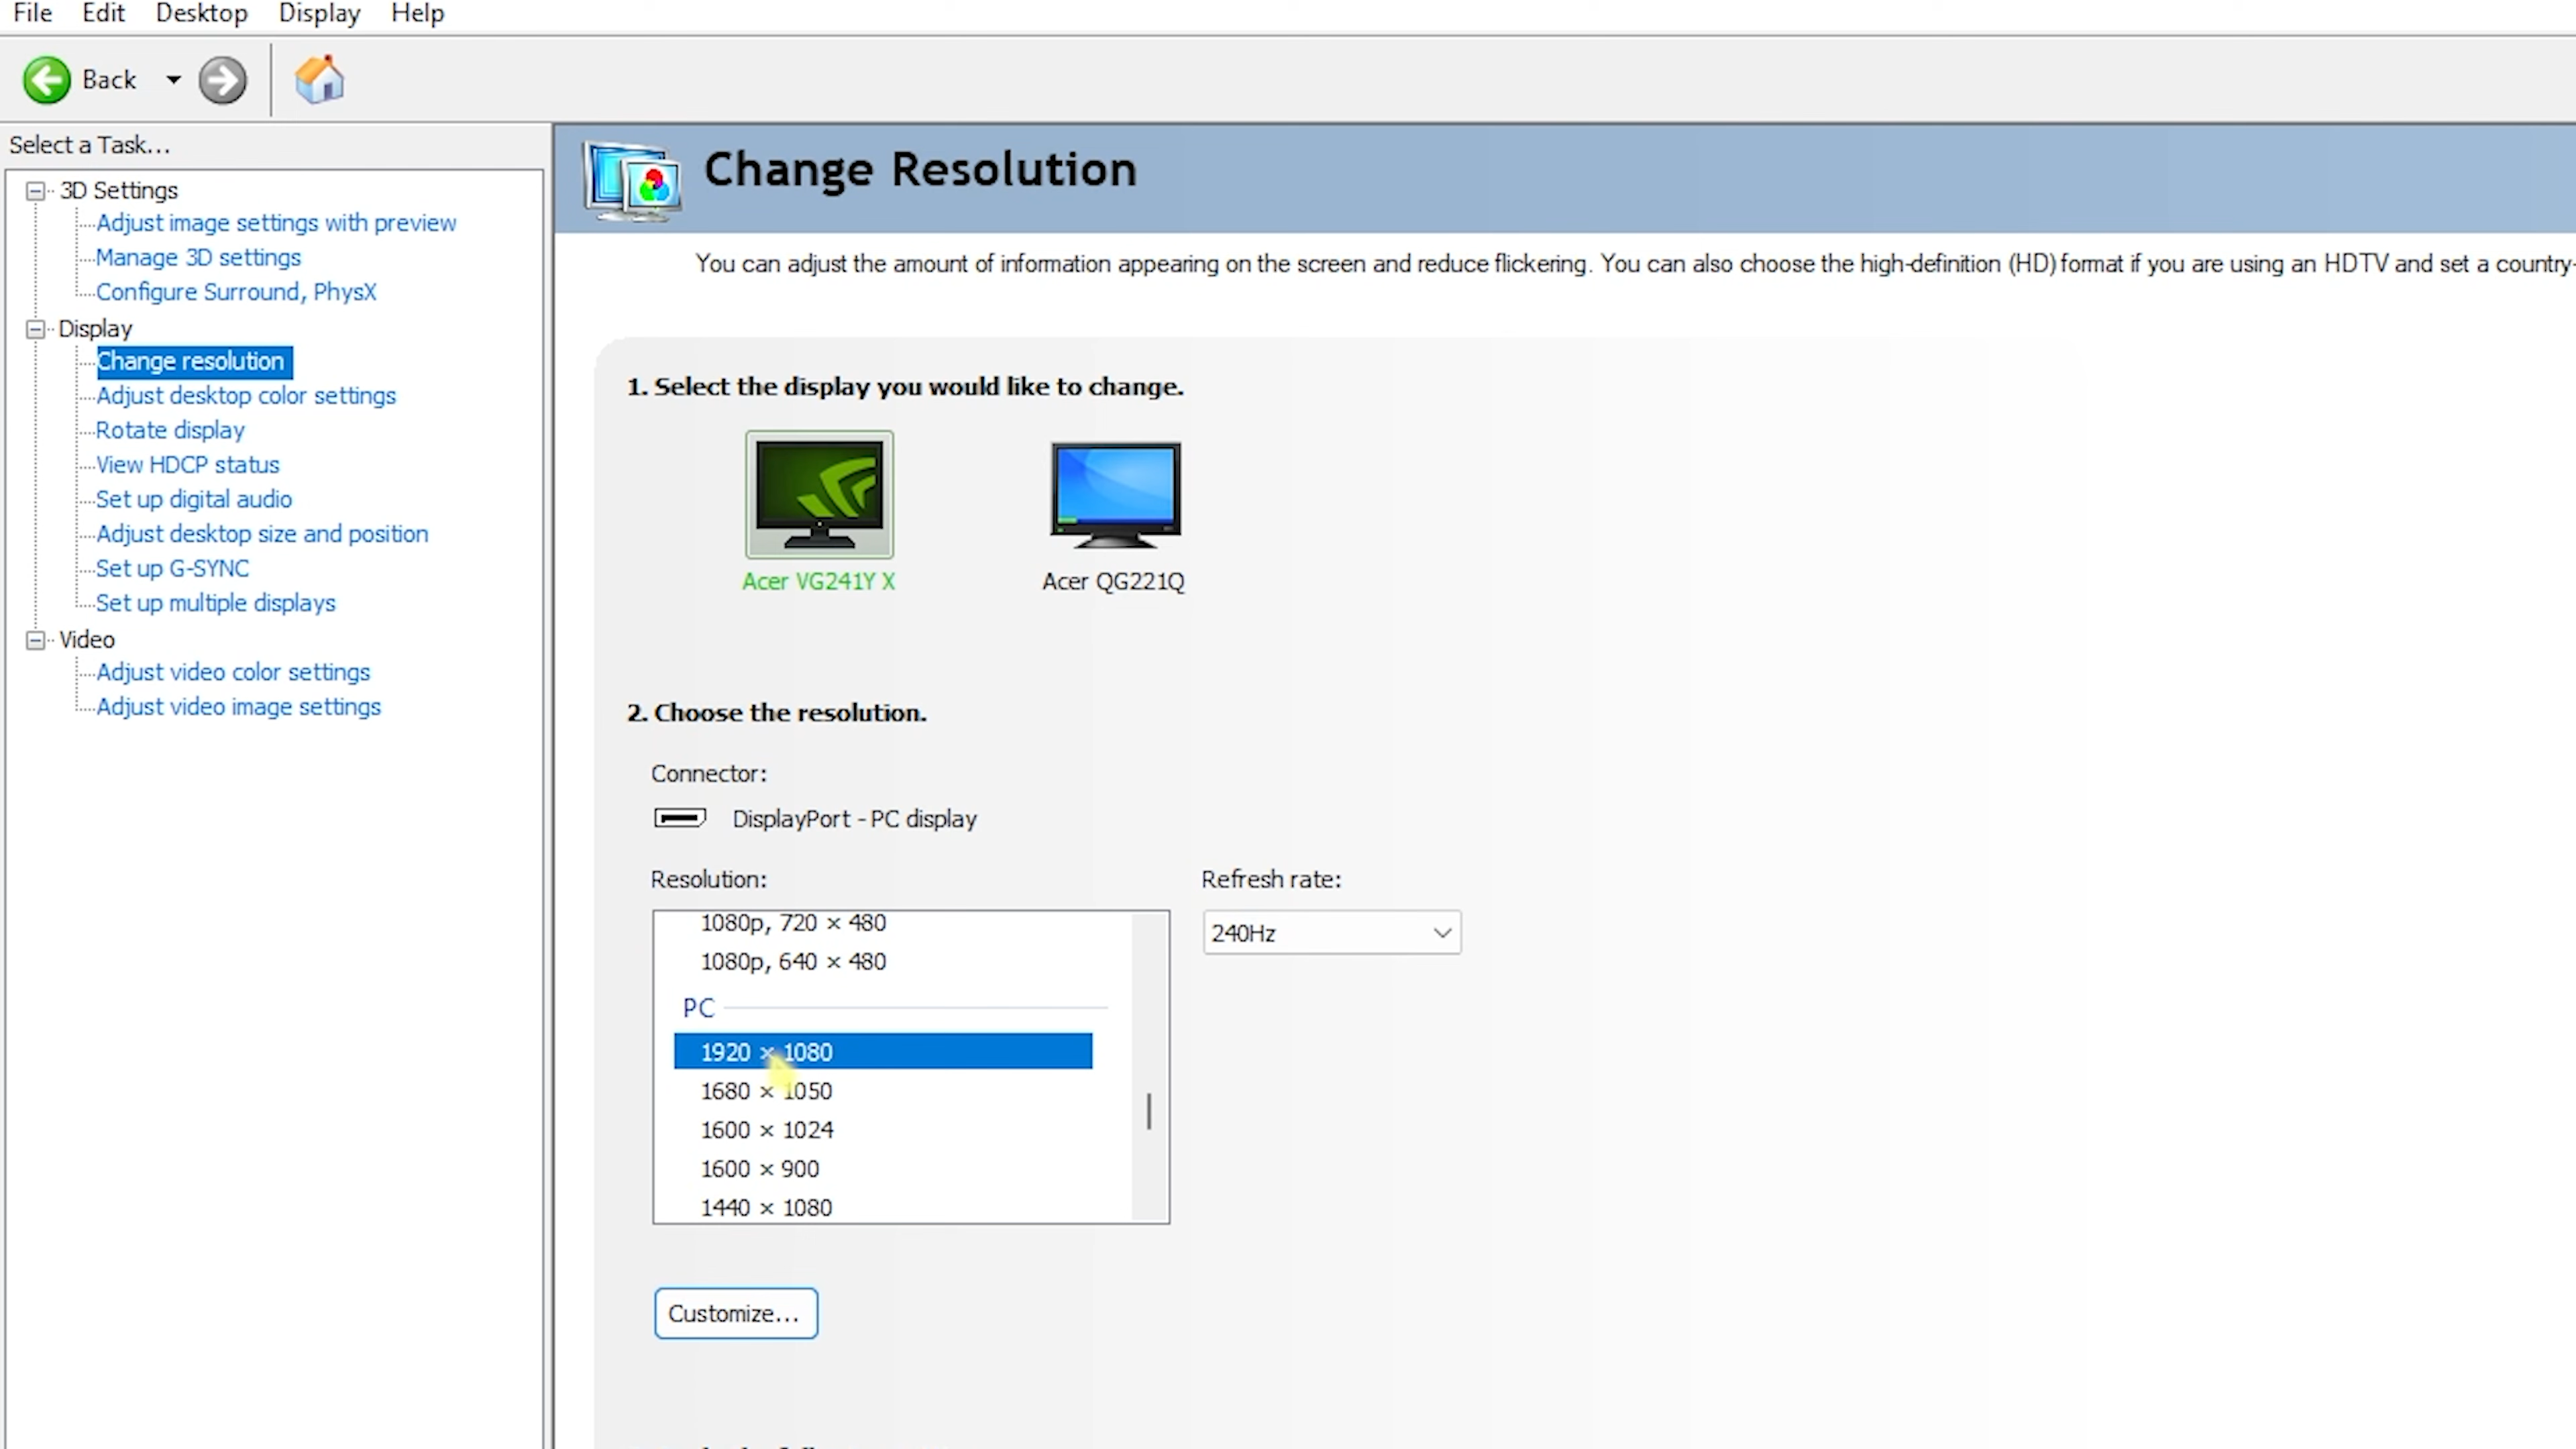 File Edit Desktop Display Help
Back
Select a Task...
3D Settings
Adjust image settings with preview
Manage 3D settings
Configure Surround, PhysX
Display
Change resolution
Adjust desktop color settings
Rotate display
View HDCP status
Set up digital audio
Adjust desktop size and position
Set up G-SYNC
Set up multiple displays
Video
Adjust video color settings
Adjust video image settings
Change Resolution
You can adjust the amount of information appearing on the screen and reduce flickering. You can also choose the high-definition (HD) format if you are using an HDTV and set a country-
1. Select the display you would like to change.
Acer VG241Y X
Acer QG221Q
2. Choose the resolution.
Connector:
DisplayPort - PC display
Resolution:
Refresh rate:
1080p, 720 × 480
240Hz
1080p, 640 × 480
PC
1920 × 1080
1680 × 1050
1600 × 1024
1600 × 900
1440 × 1080
Customize...